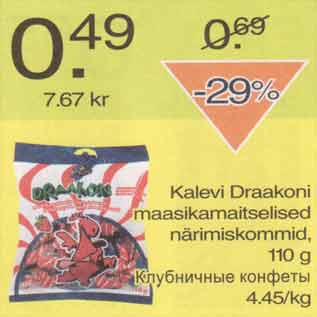 0.49
0.69
7.67 kr
-29%
DRAAKON
Kalevi Draakoni
maasikamaitselised
närimiskommid,
110 g
Клубничные конфеты
4.45/kg